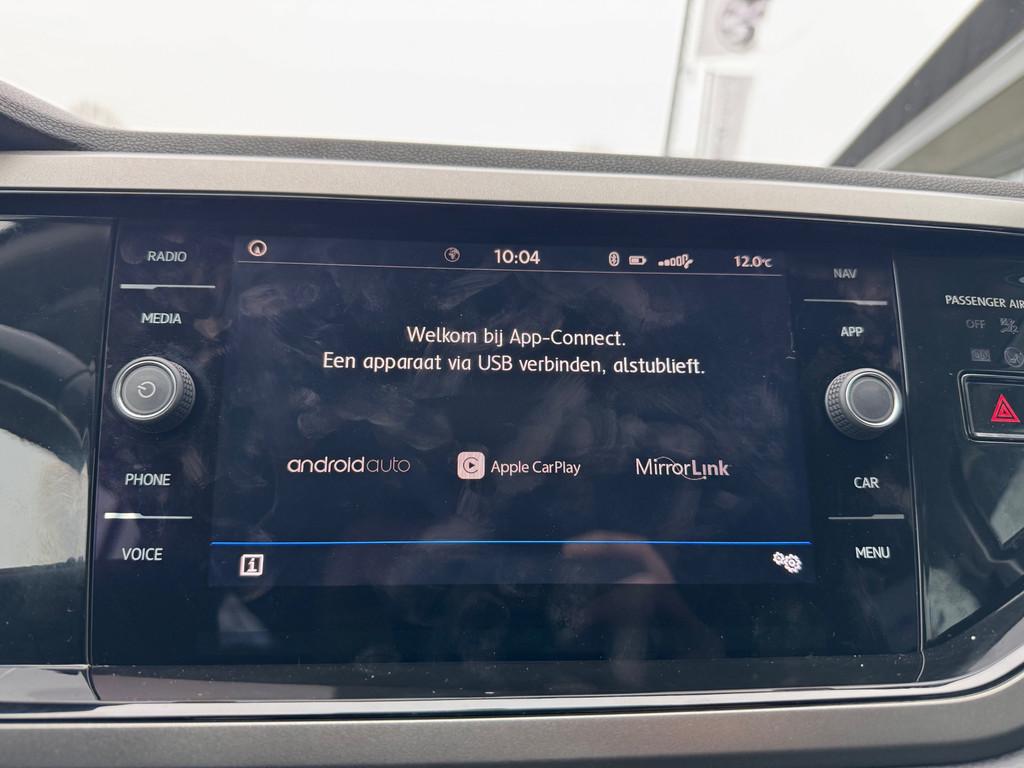 10:04
12.0°C
RADIO
MEDIA
PHONE
VOICE
Welkom bij App-Connect.
Een apparaat via USB verbinden, alstublieft.
androidauto
Apple CarPlay
MirrorLink
i
NAV
APP
CAR
MENU
PASSENGER AIR
OFF
ON